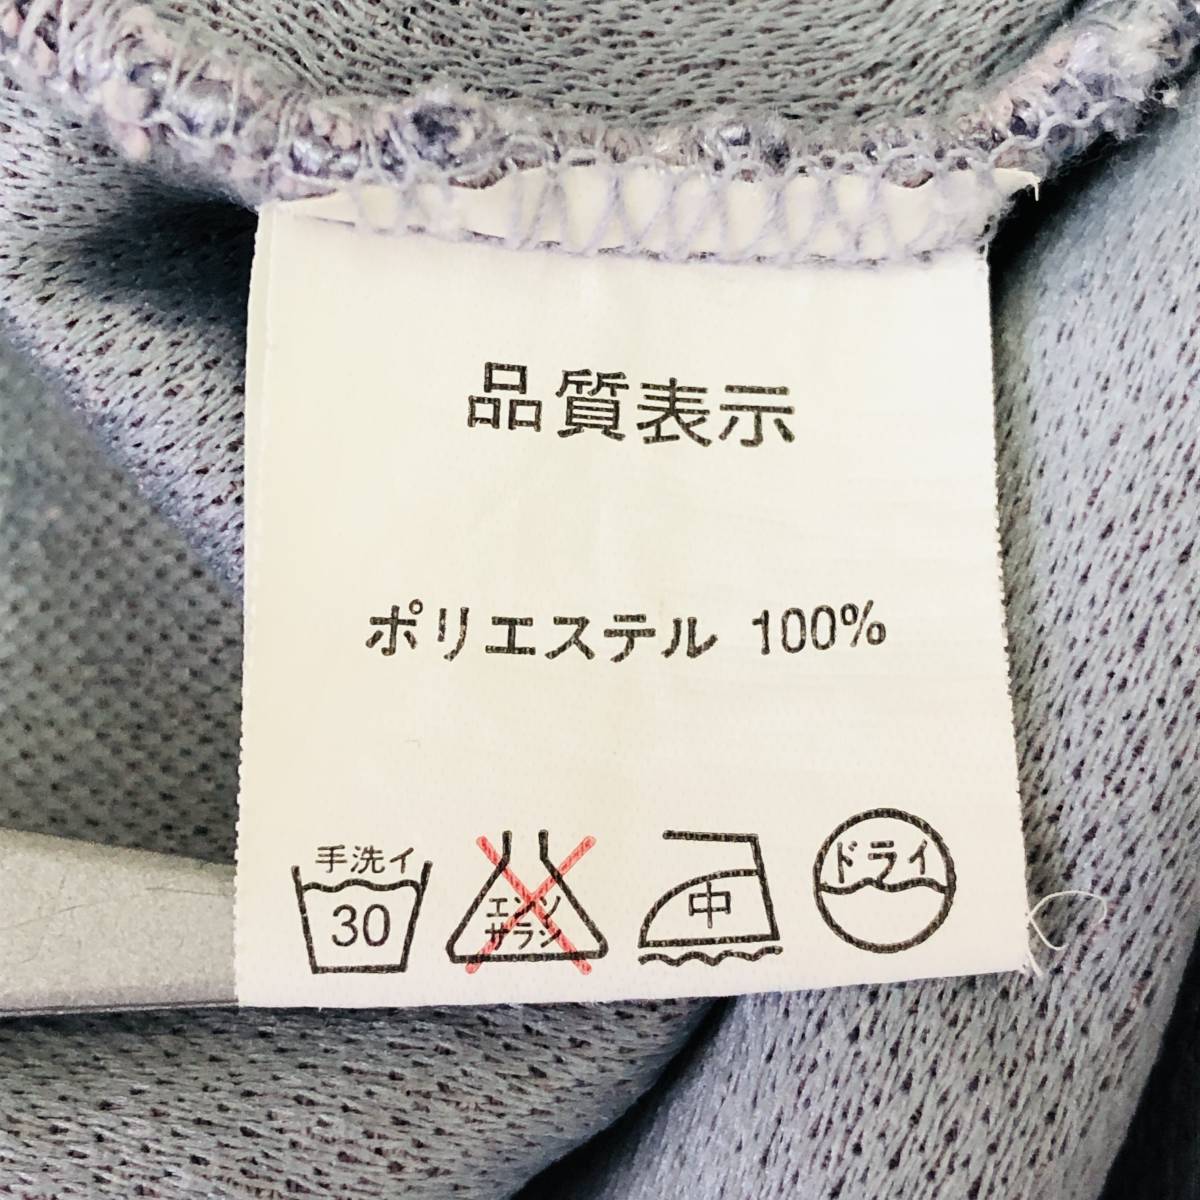 品質表示
ポリエステル 100%
手洗イ
30
エンソ
サラシ
中
ドライ